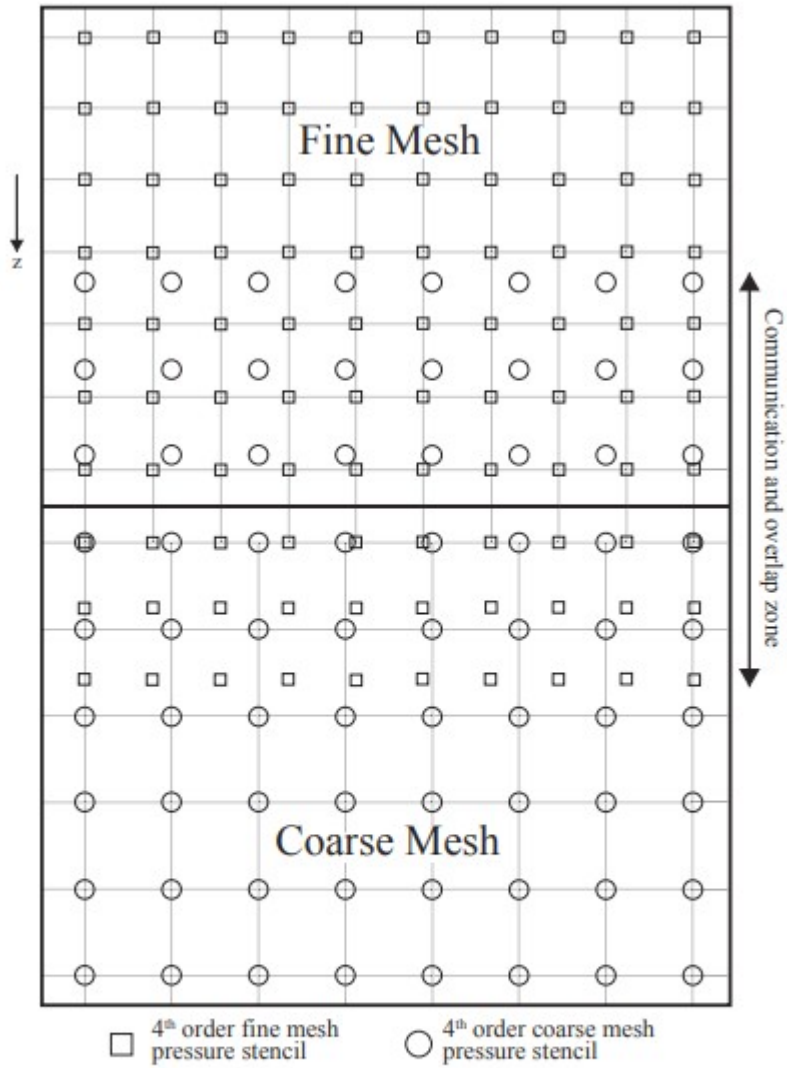 Fine Mesh
z
Communication and overlap zone
Coarse Mesh
4th order fine mesh
pressure stencil
4th order coarse mesh
pressure stencil